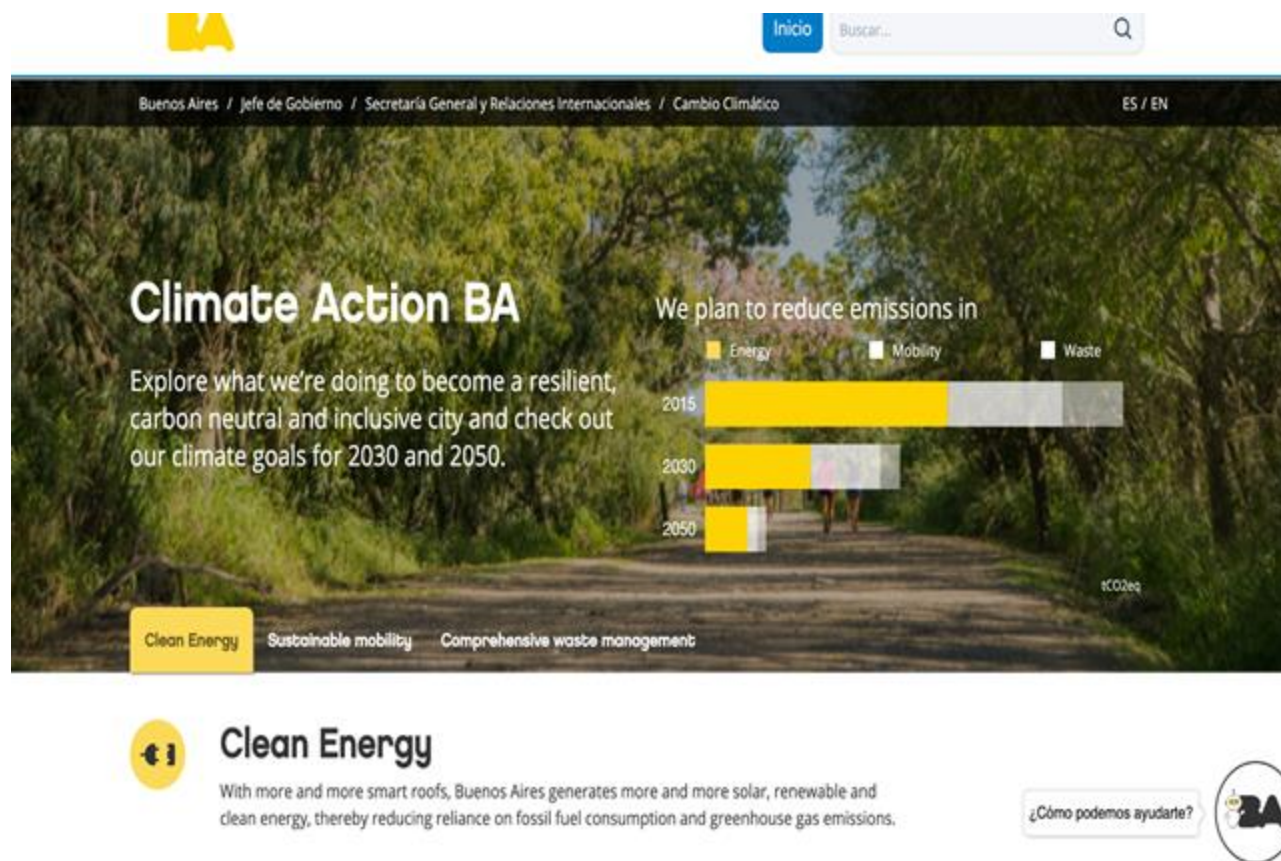 BA
Inicio
Buscar...
Buenos Aires / Jefe de Gobierno / Secretaría General y Relaciones Internacionales / Cambio Climático
ES / EN
Climate Action BA
Explore what we're doing to become a resilient,
carbon neutral and inclusive city and check out
our climate goals for 2030 and 2050.
We plan to reduce emissions in
Energy
Mobility
Waste
2015
2030
2050
tCO2eq
Clean Energy
Sustainable mobility
Comprehensive waste management
Clean Energy
With more and more smart roofs, Buenos Aires generates more and more solar, renewable and
clean energy, thereby reducing reliance on fossil fuel consumption and greenhouse gas emissions.
¿Cómo podemos ayudarte?
BA